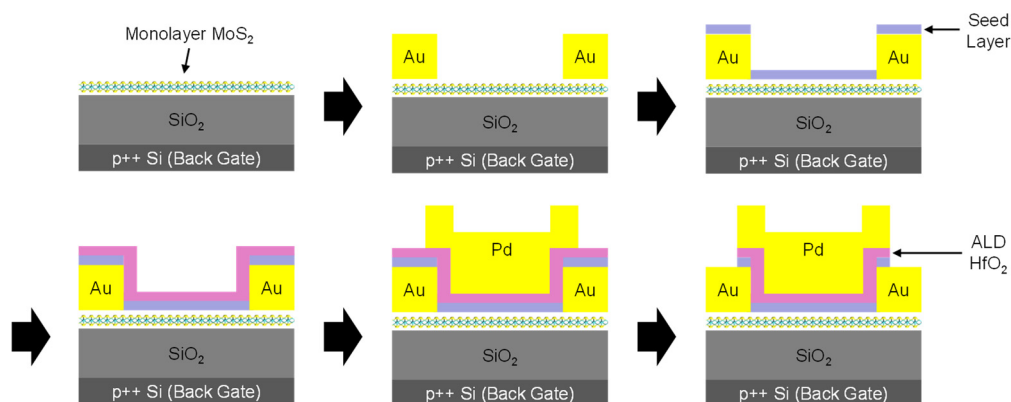 Monolayer MoS₂
SiO₂
p++ Si (Back Gate)
Au
Au
SiO₂
p++ Si (Back Gate)
Seed
Layer
Au
Au
SiO₂
p++ Si (Back Gate)
Au
Au
SiO₂
p++ Si (Back Gate)
Pd
Au
Au
SiO₂
p++ Si (Back Gate)
ALD
HfO₂
Pd
Au
Au
SiO₂
p++ Si (Back Gate)